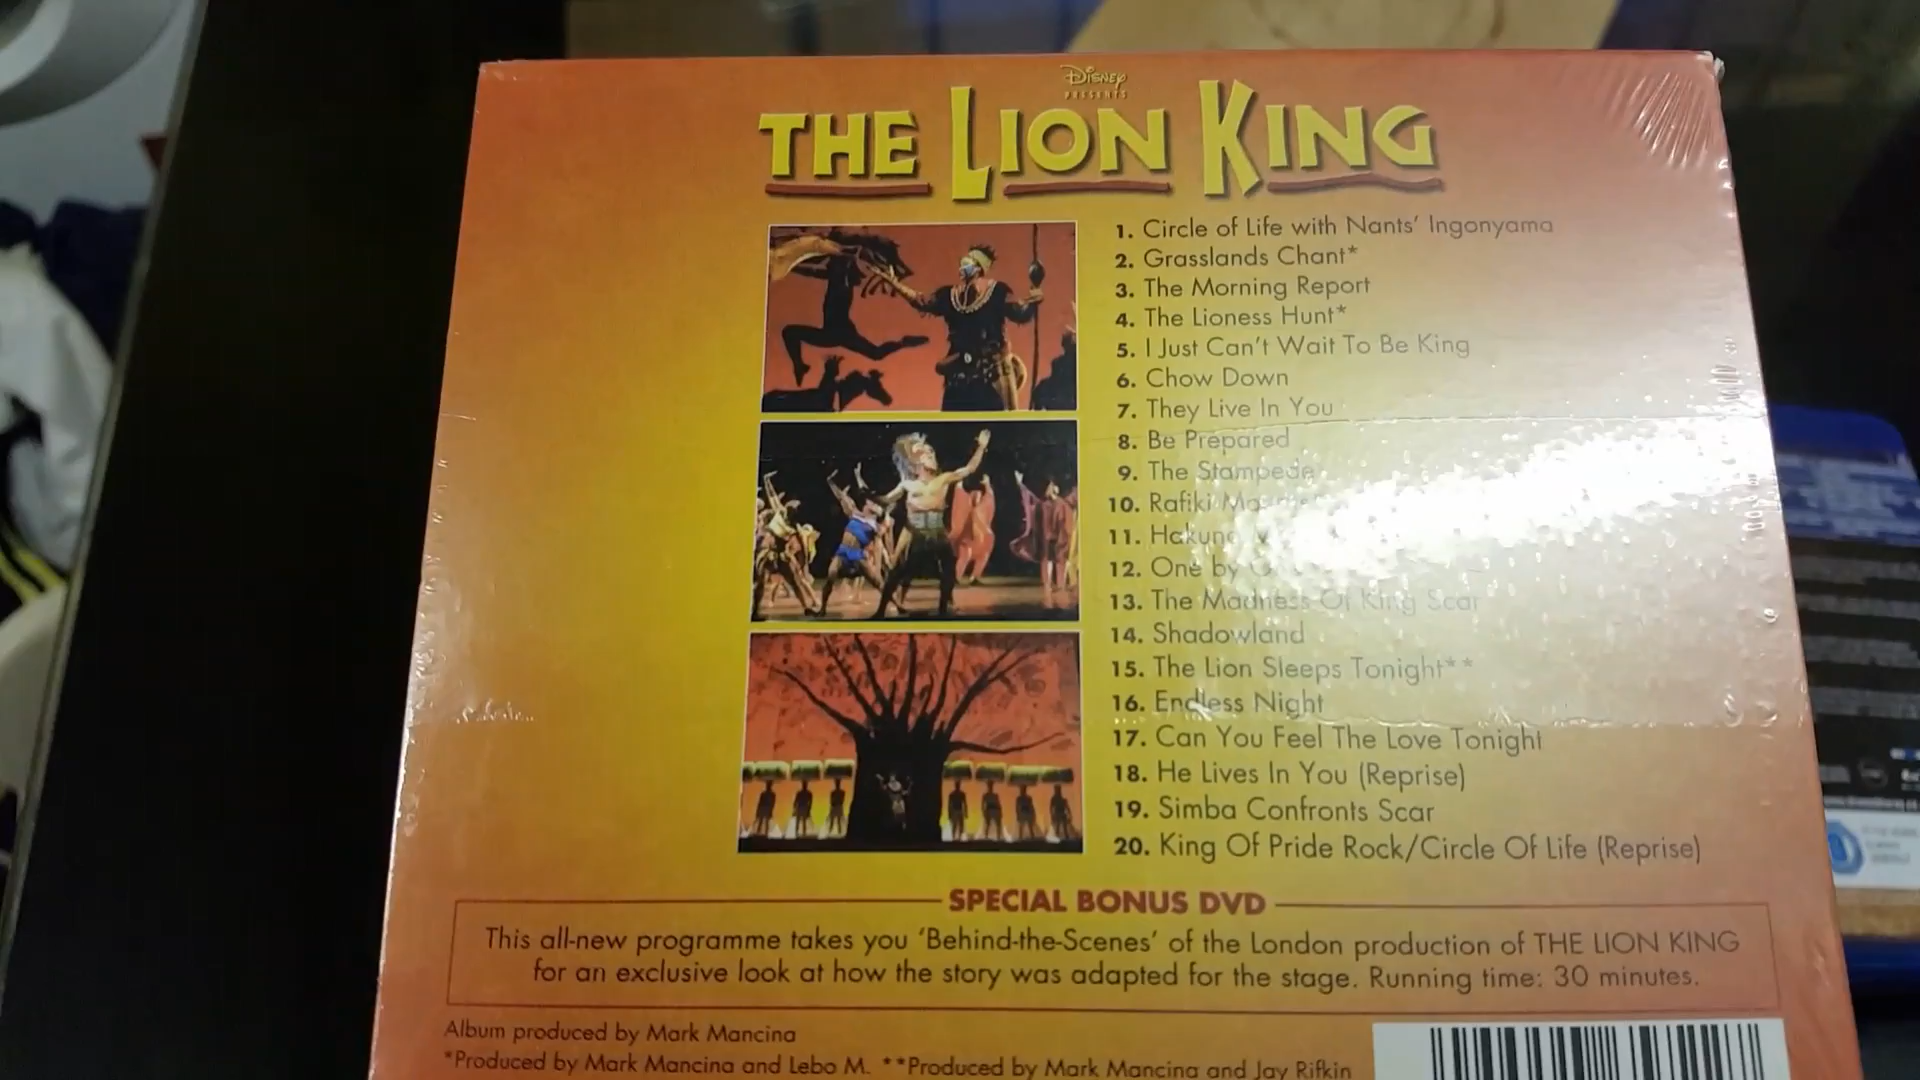 Disney
PRESENTS
THE LION KING
1. Circle of Life with Nants' Ingonyama
2. Grasslands Chant*
3. The Morning Report
4. The Lioness Hunt*
5. I Just Can't Wait To Be King
6. Chow Down
7. They Live In You
8. Be Prepared
9. The Stampede
10. Rafiki
11. Hakuna
12. One by
13. The Madness Of King Scar
14. Shadowland
15. The Lion Sleeps Tonight**
16. Endless Night
17. Can You Feel The Love Tonight
18. He Lives In You (Reprise)
19. Simba Confronts Scar
20. King Of Pride Rock/Circle Of Life (Reprise)
SPECIAL BONUS DVD
This all-new programme takes you 'Behind-the-Scenes' of the London production of THE LION KING
for an exclusive look at how the story was adapted for the stage. Running time: 30 minutes.
Album produced by Mark Mancina
*Produced by Mark Mancina and Lebo M. **Produced by Mark Mancina and Jay Rifkin